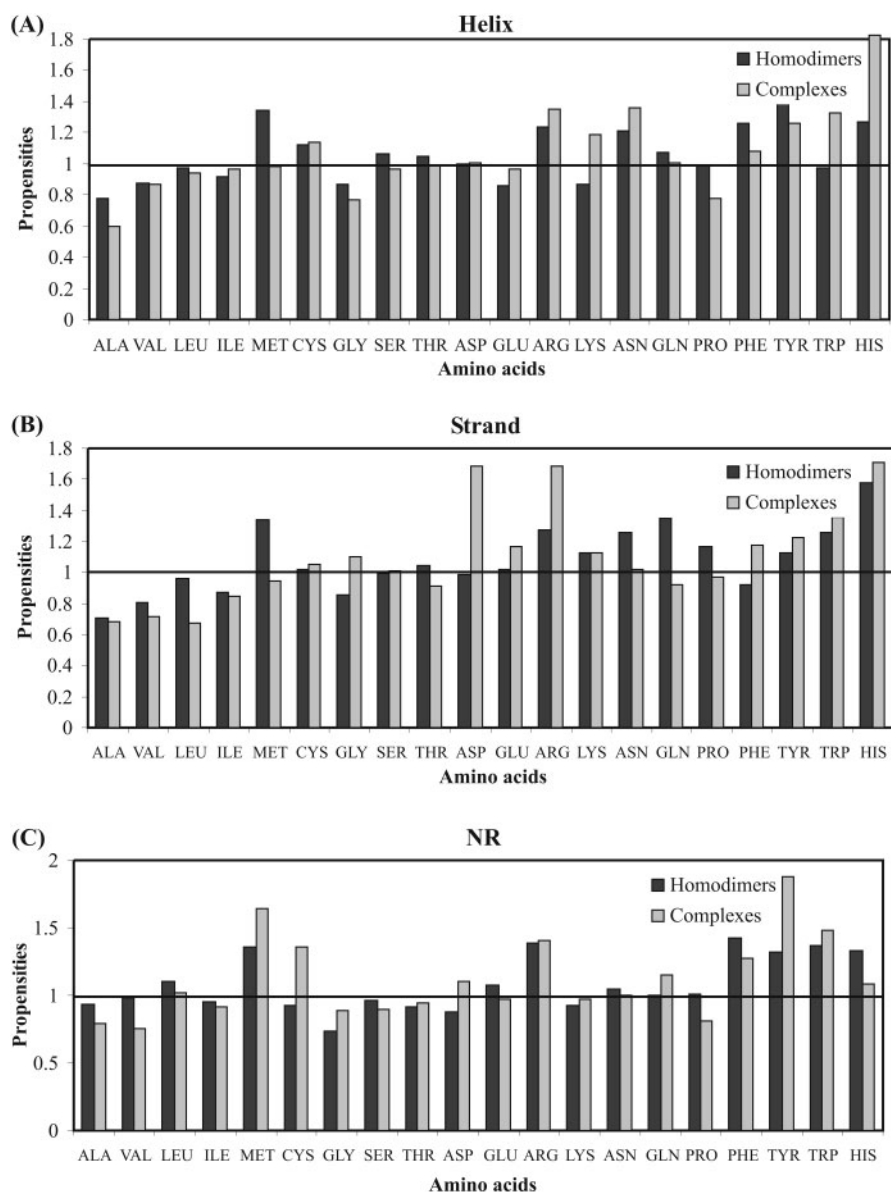 (A)
Helix
1.8
1.6
1.4
1.2
1
0.8
0.6
0.4
0.2
0
Propensities
Homodimers
Complexes
ALA VAL LEU ILE MET CYS GLY SER THR ASP GLU ARG LYS ASN GLN PRO PHE TYR TRP HIS
Amino acids
(B)
Strand
1.8
1.6
1.4
1.2
1
0.8
0.6
0.4
0.2
0
Propensities
Homodimers
Complexes
ALA VAL LEU ILE MET CYS GLY SER THR ASP GLU ARG LYS ASN GLN PRO PHE TYR TRP HIS
Amino acids
(C)
NR
2
1.5
1
0.5
0
Propensities
Homodimers
Complexes
ALA VAL LEU ILE MET CYS GLY SER THR ASP GLU ARG LYS ASN GLN PRO PHE TYR TRP HIS
Amino acids